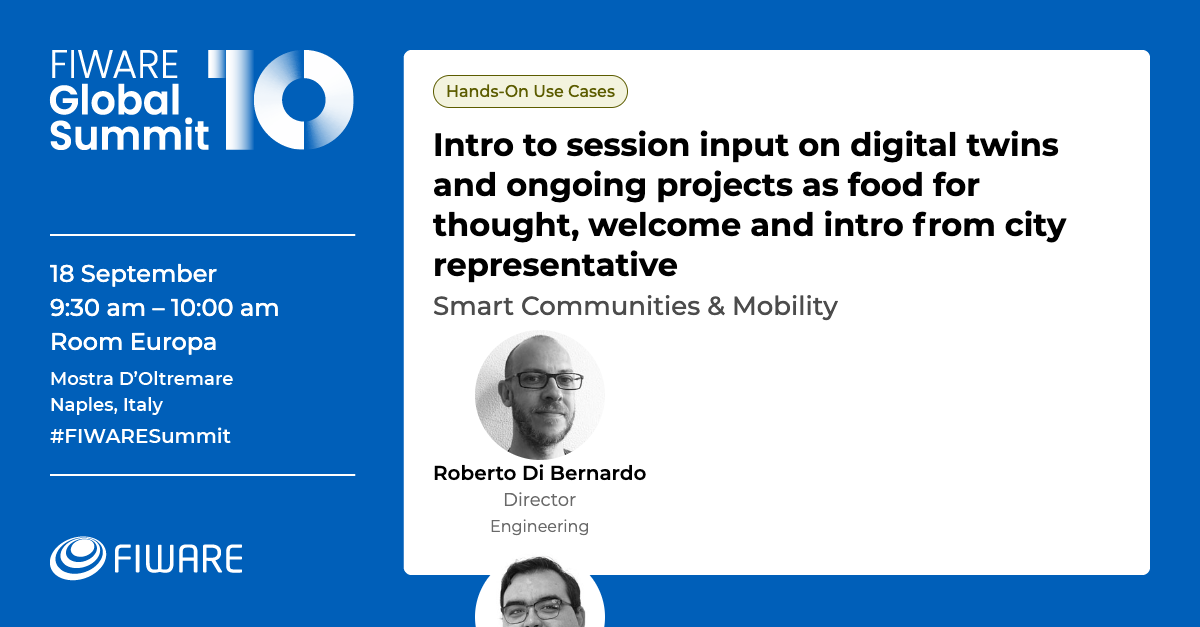 FIWARE
Global
Summit
10
18 September
9:30 am – 10:00 am
Room Europa
Mostra D’Oltremare
Naples, Italy
#FIWARESummit
FIWARE
Hands-On Use Cases
Intro to session input on digital twins
and ongoing projects as food for
thought, welcome and intro from city
representative
Smart Communities & Mobility
Roberto Di Bernardo
Director
Engineering